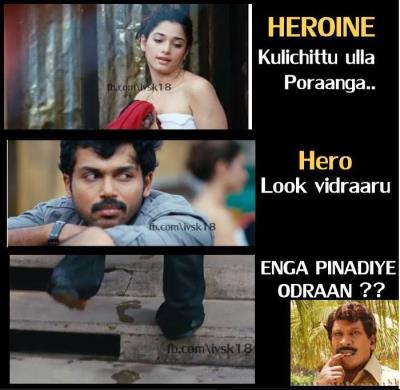 HEROINE
Kulichittu ulla
Poraanga..
fb.com\ivsk18
Hero
Look vidraaru
fb.com\ivsk18
ENGA PINADIYE
ODRAAN ??
fb.com\ivsk18